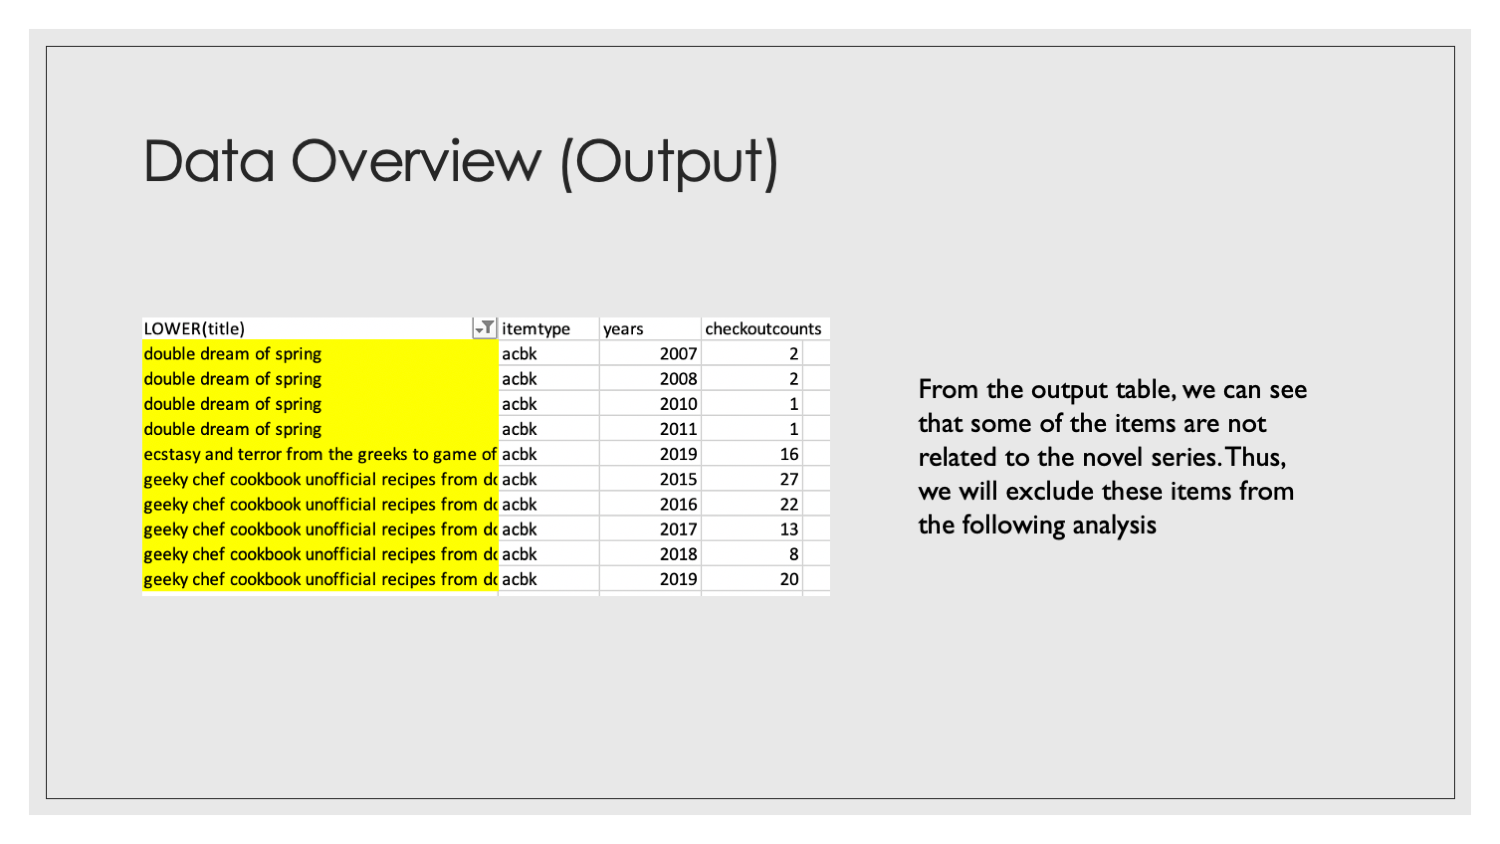 Data Overview (Output)
LOWER(title) itemtype years checkoutcounts
double dream of spring acbk 2007 2
double dream of spring acbk 2008 2
double dream of spring acbk 2010 1
double dream of spring acbk 2011 1
ecstasy and terror from the greeks to game of acbk 2019 16
geeky chef cookbook unofficial recipes from dc acbk 2015 27
geeky chef cookbook unofficial recipes from dc acbk 2016 22
geeky chef cookbook unofficial recipes from dc acbk 2017 13
geeky chef cookbook unofficial recipes from dc acbk 2018 8
geeky chef cookbook unofficial recipes from dc acbk 2019 20
From the output table, we can see
that some of the items are not
related to the novel series. Thus,
we will exclude these items from
the following analysis